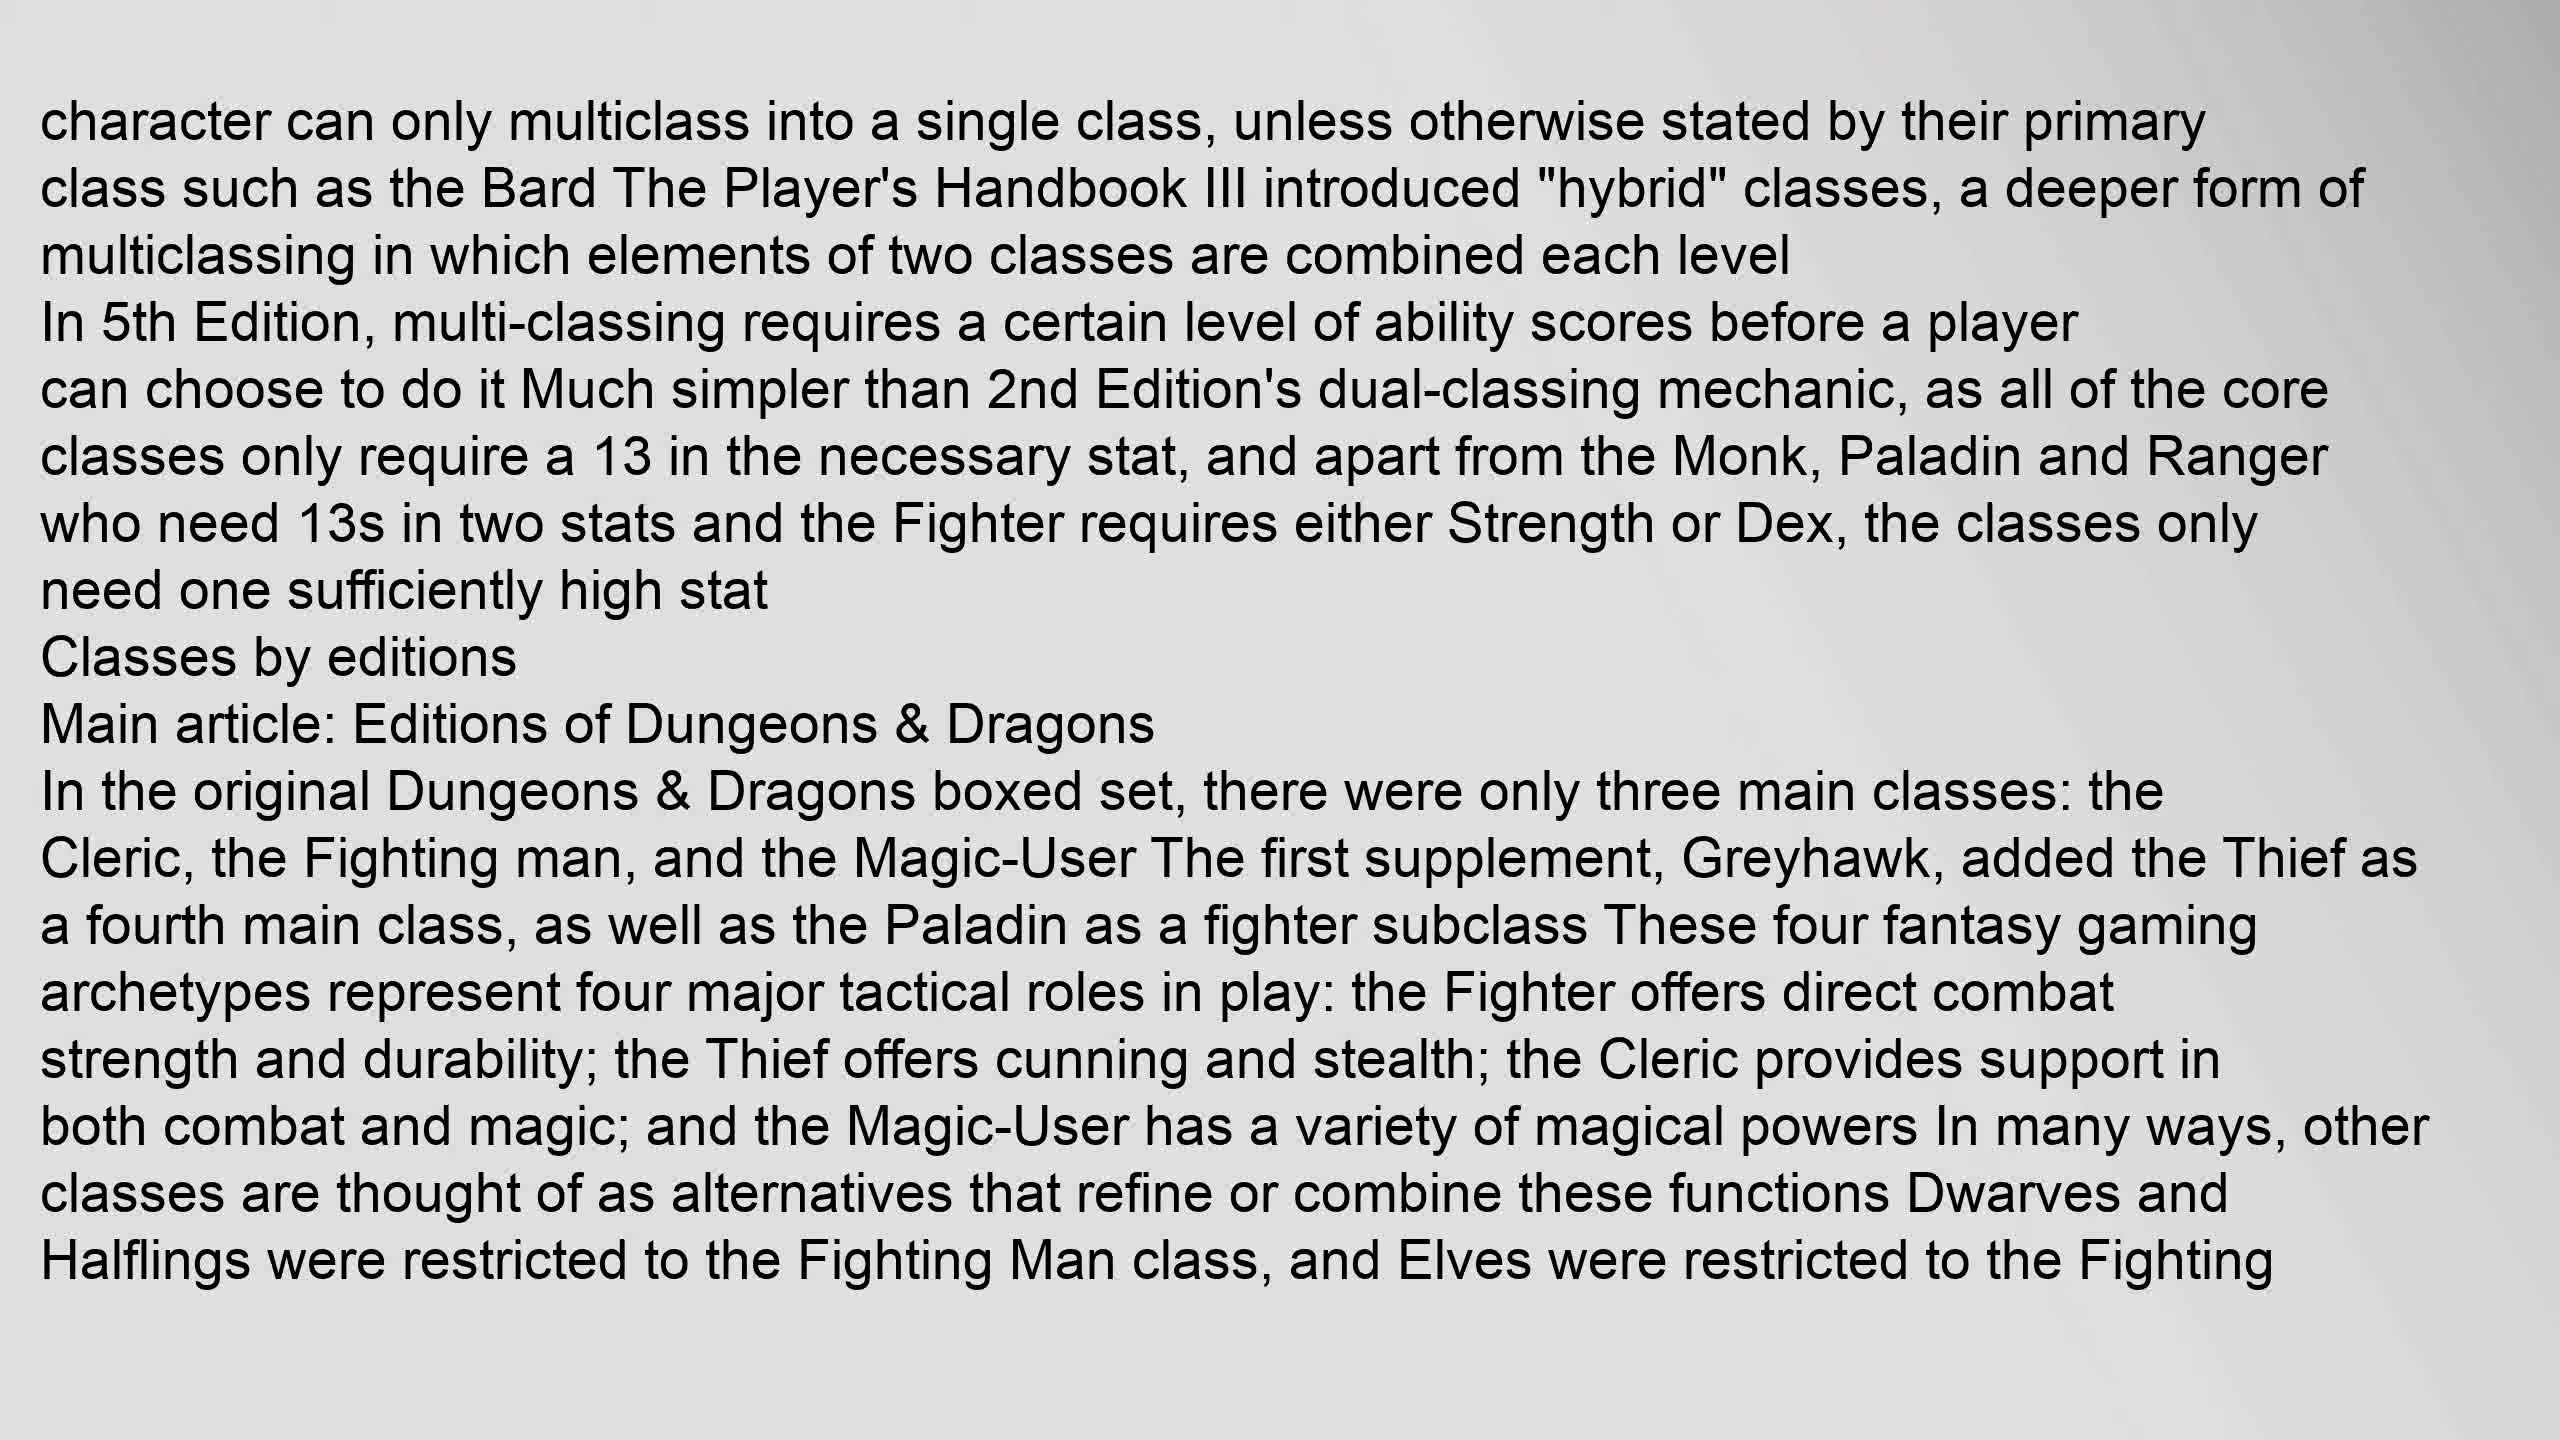 character can only multiclass into a single class, unless otherwise stated by their primary
class such as the Bard The Player's Handbook III introduced "hybrid" classes, a deeper form of
multiclassing in which elements of two classes are combined each level
In 5th Edition, multi-classing requires a certain level of ability scores before a player
can choose to do it Much simpler than 2nd Edition's dual-classing mechanic, as all of the core
classes only require a 13 in the necessary stat, and apart from the Monk, Paladin and Ranger
who need 13s in two stats and the Fighter requires either Strength or Dex, the classes only
need one sufficiently high stat
Classes by editions
Main article: Editions of Dungeons & Dragons
In the original Dungeons & Dragons boxed set, there were only three main classes: the
Cleric, the Fighting man, and the Magic-User The first supplement, Greyhawk, added the Thief as
a fourth main class, as well as the Paladin as a fighter subclass These four fantasy gaming
archetypes represent four major tactical roles in play: the Fighter offers direct combat
strength and durability; the Thief offers cunning and stealth; the Cleric provides support in
both combat and magic; and the Magic-User has a variety of magical powers In many ways, other
classes are thought of as alternatives that refine or combine these functions Dwarves and
Halflings were restricted to the Fighting Man class, and Elves were restricted to the Fighting